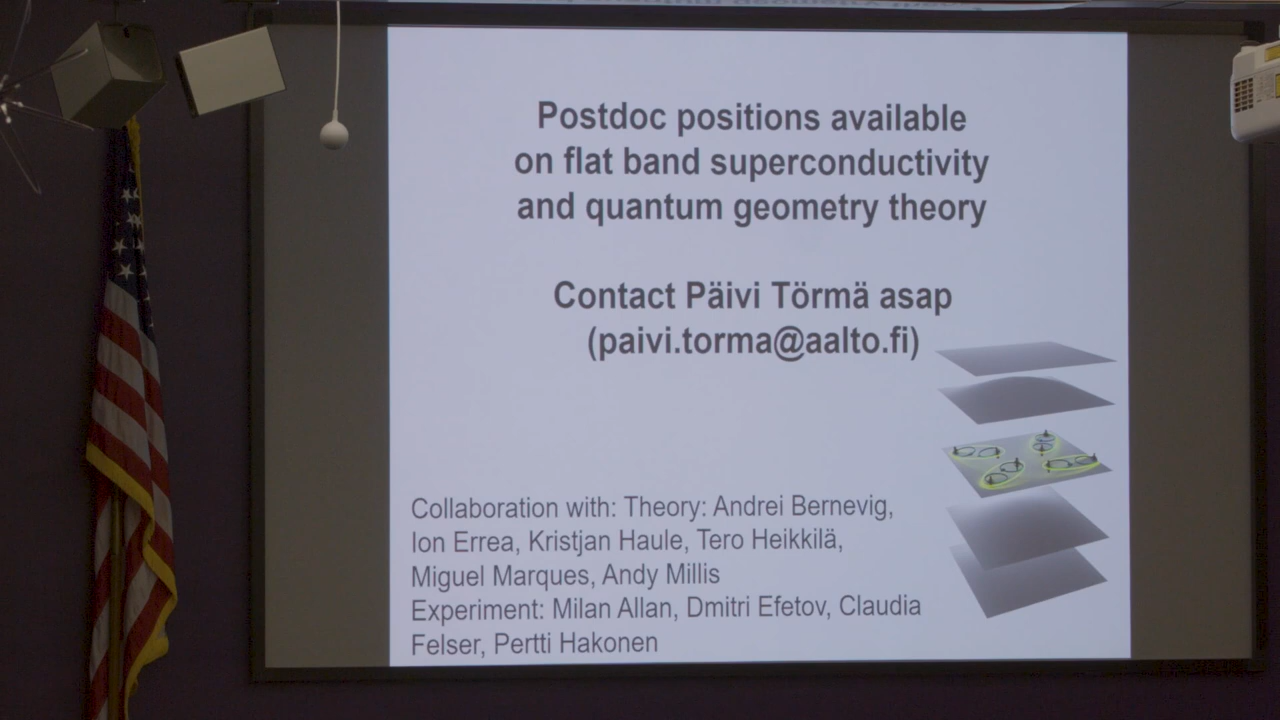 Postdoc positions available
on flat band superconductivity
and quantum geometry theory
Contact Päivi Törmä asap
(paivi.torma@aalto.fi)
Collaboration with: Theory: Andrei Bernevig,
Ion Errea, Kristjan Haule, Tero Heikkilä,
Miguel Marques, Andy Millis
Experiment: Milan Allan, Dmitri Efetov, Claudia
Felser, Pertti Hakonen